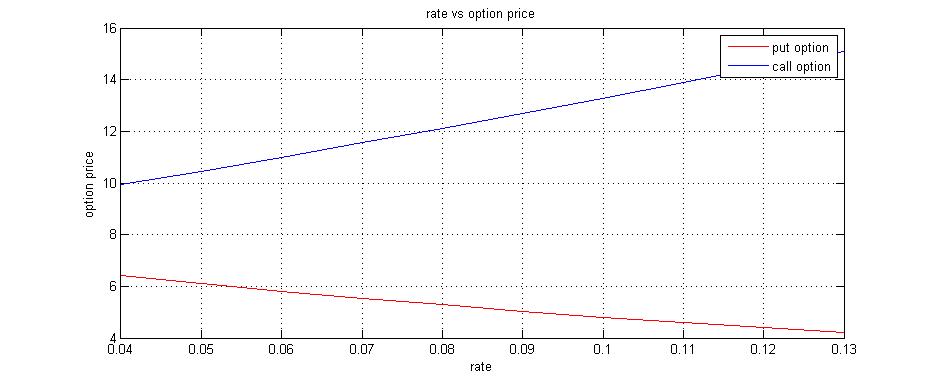 rate vs option price
put option
call option
option price
16
14
12
10
8
6
4
0.04 0.05 0.06 0.07 0.08 0.09 0.1 0.11 0.12 0.13
rate